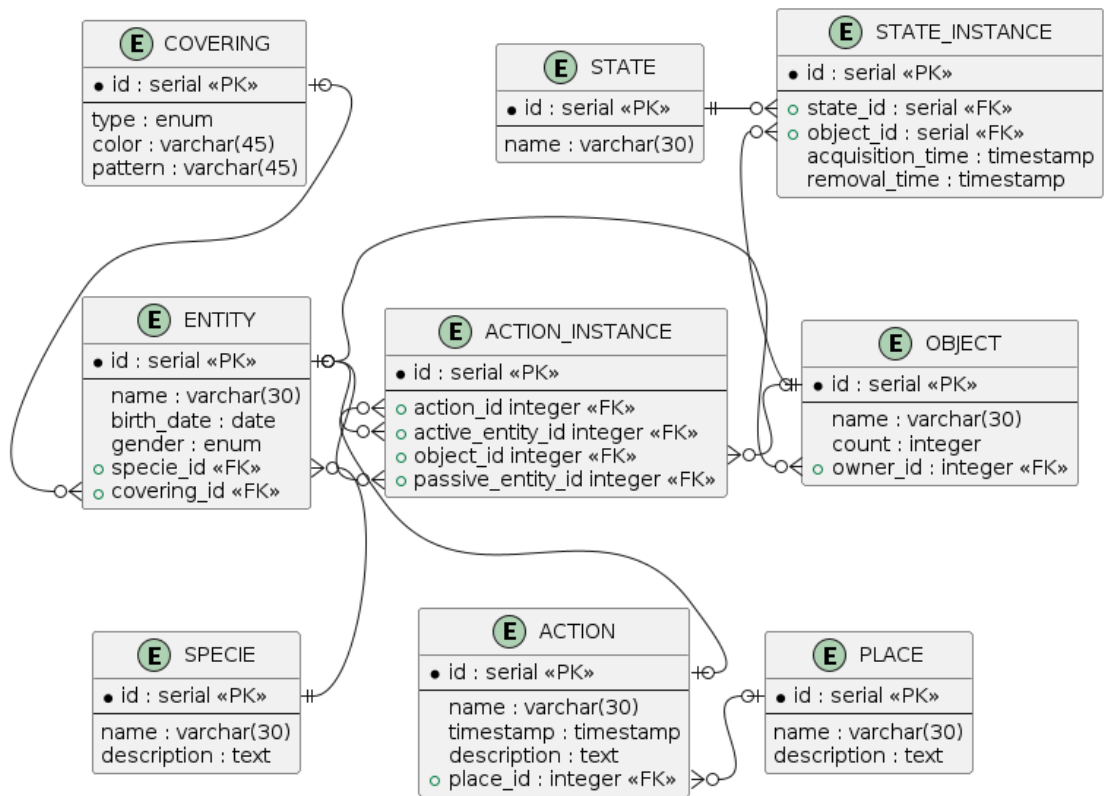 E COVERING
id : serial «PK»
type : enum
color : varchar(45)
pattern : varchar(45)
E STATE
id : serial «PK»
name : varchar(30)
E STATE_INSTANCE
id : serial «PK»
state_id : serial «FK»
object_id : serial «FK»
acquisition_time : timestamp
removal_time : timestamp
E ENTITY
id : serial «PK»
name : varchar(30)
birth_date : date
gender : enum
specie_id «FK»
covering_id «FK»
E ACTION_INSTANCE
id : serial «PK»
action_id integer «FK»
active_entity_id integer «FK»
object_id integer «FK»
passive_entity_id integer «FK»
E OBJECT
id : serial «PK»
name : varchar(30)
count : integer
owner_id : integer «FK»
E SPECIE
id : serial «PK»
name : varchar(30)
description : text
E ACTION
id : serial «PK»
name : varchar(30)
timestamp : timestamp
description : text
place_id : integer «FK»
E PLACE
id : serial «PK»
name : varchar(30)
description : text